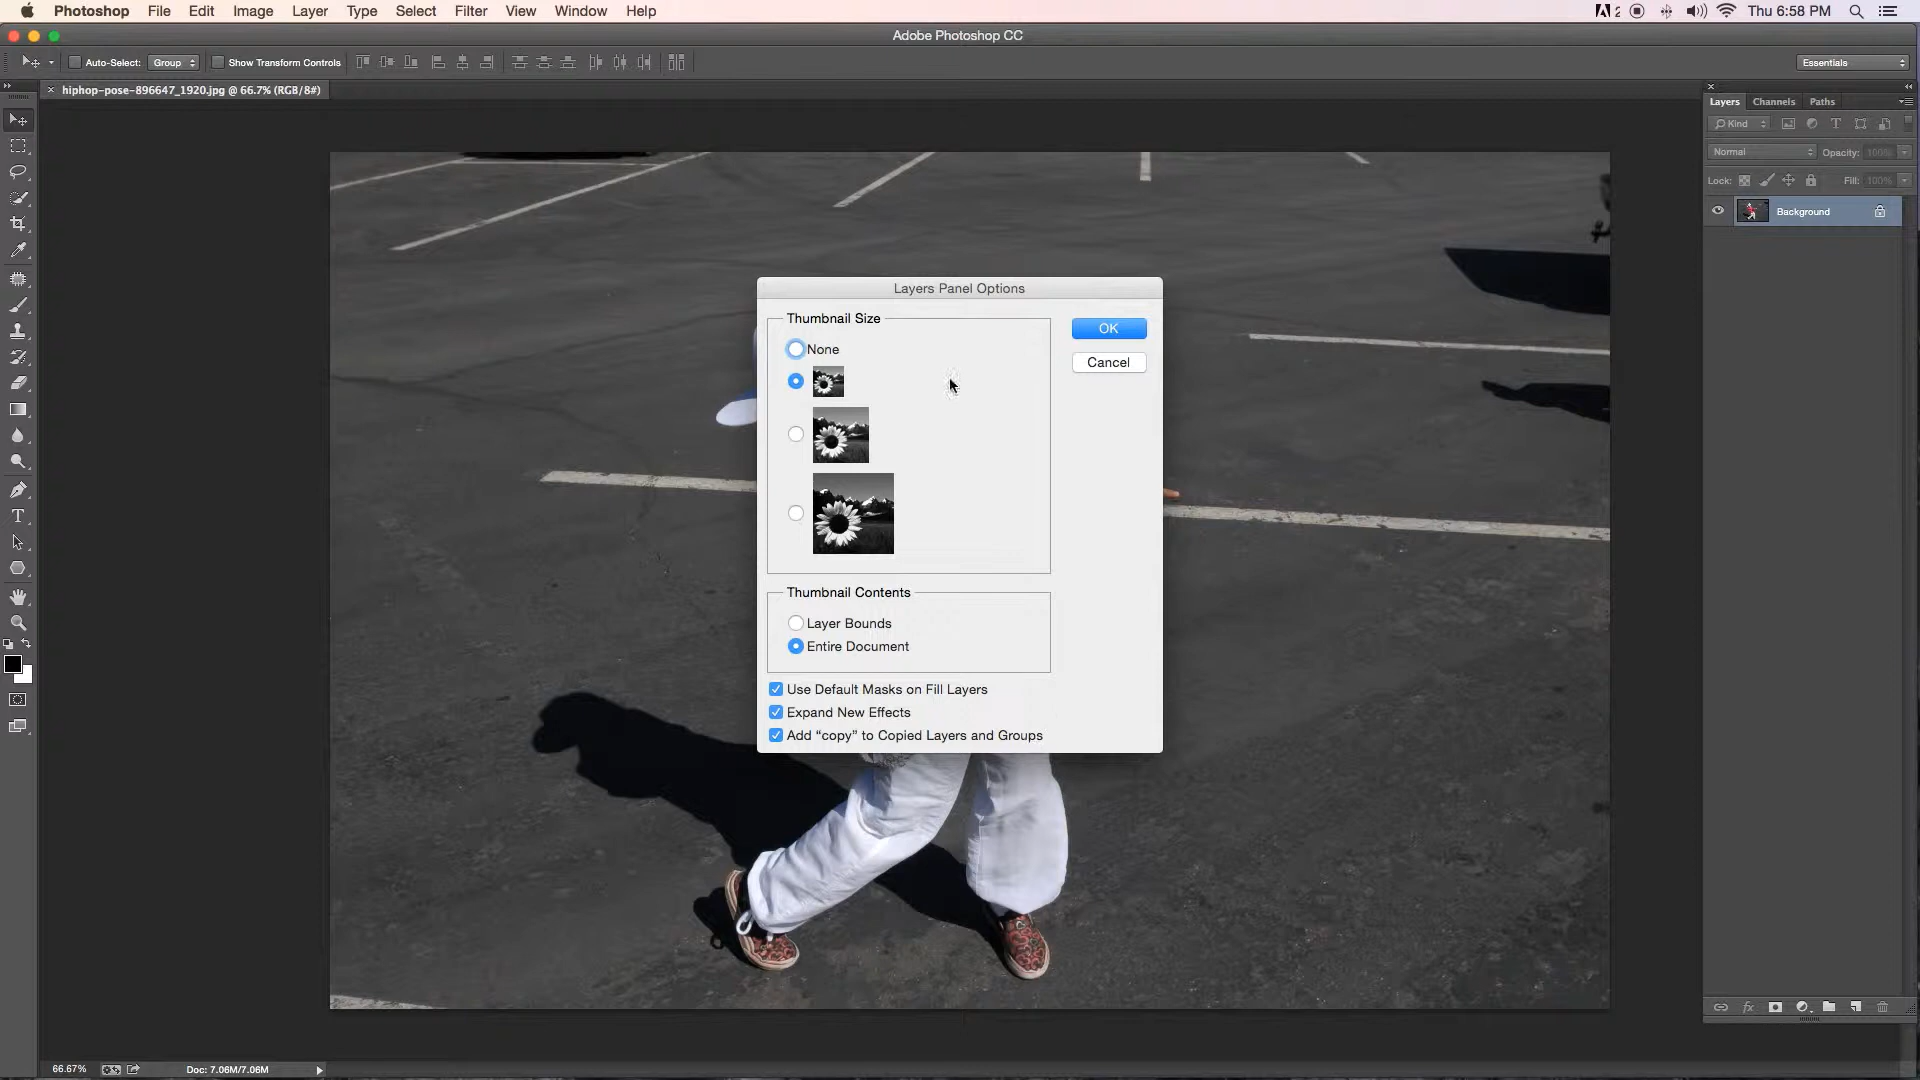 Photoshop File Edit Image Layer Type Select Filter View Window Help 2 Thu 6:58 PM
Adobe Photoshop CC
Auto-Select: Group Show Transform Controls Essentials
× hiphop-pose-896647_1920.jpg @ 66.7% (RGB/8#)
Layers Channels Paths
Kind
Normal Opacity: 100%
Lock: Fill: 100%
Background
Layers Panel Options
Thumbnail Size
OK
None
Cancel
Thumbnail Contents
Layer Bounds
Entire Document
Use Default Masks on Fill Layers
Expand New Effects
Add “copy” to Copied Layers and Groups
66.67% Doc: 7.06M/7.06M